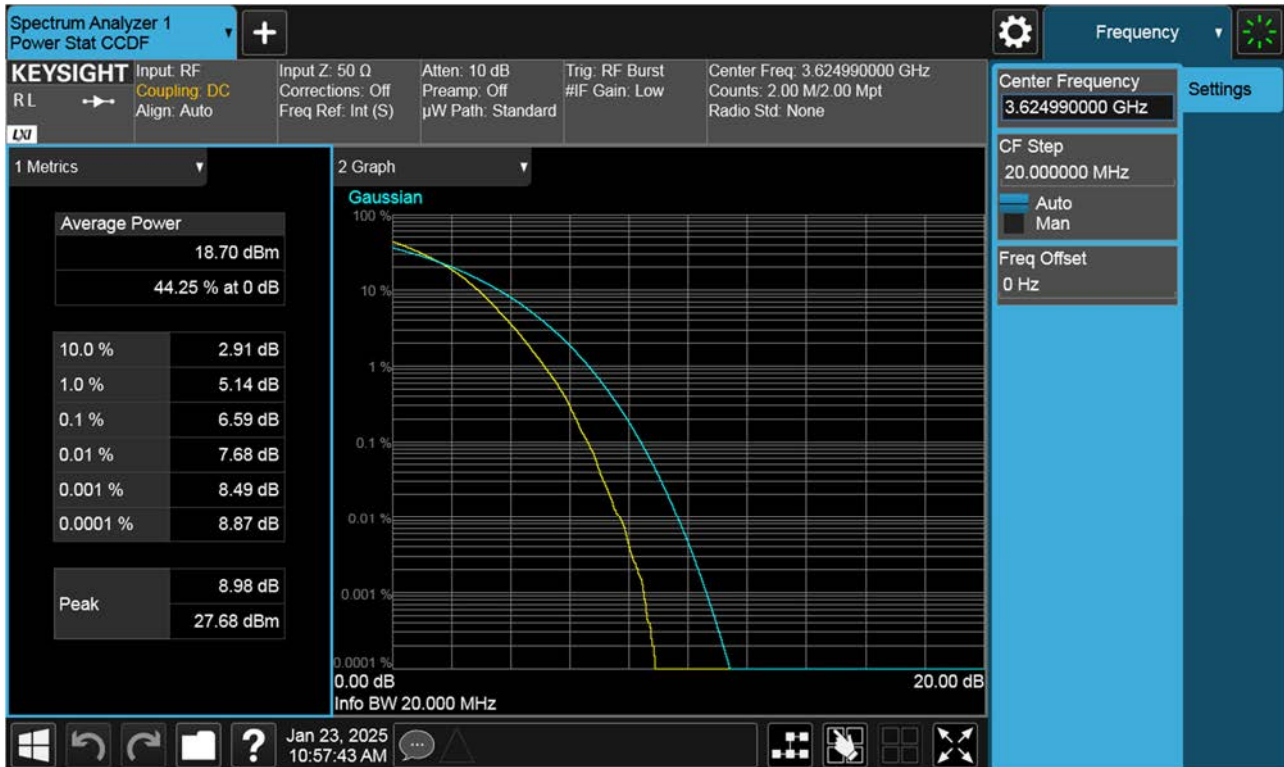 Spectrum Analyzer 1
Power Stat CCDF
+
Frequency
KEYSIGHT
RL
LXI
Input: RF
Coupling: DC
Align: Auto
Input Z: 50 Ω
Corrections: Off
Freq Ref: Int (S)
Atten: 10 dB
Preamp: Off
µW Path: Standard
Trig: RF Burst
#IF Gain: Low
Center Freq: 3.624990000 GHz
Counts: 2.00 M/2.00 Mpt
Radio Std: None
Center Frequency
3.624990000 GHz
Settings
CF Step
20.000000 MHz
Auto
Man
Freq Offset
0 Hz
1 Metrics
Average Power
18.70 dBm
44.25 % at 0 dB
10.0 % 2.91 dB
1.0 % 5.14 dB
0.1 % 6.59 dB
0.01 % 7.68 dB
0.001 % 8.49 dB
0.0001 % 8.87 dB
Peak
8.98 dB
27.68 dBm
2 Graph
Gaussian
100 %
10 %
1 %
0.1 %
0.01 %
0.001 %
0.0001 %
0.00 dB 20.00 dB
Info BW 20.000 MHz
?
Jan 23, 2025
10:57:43 AM